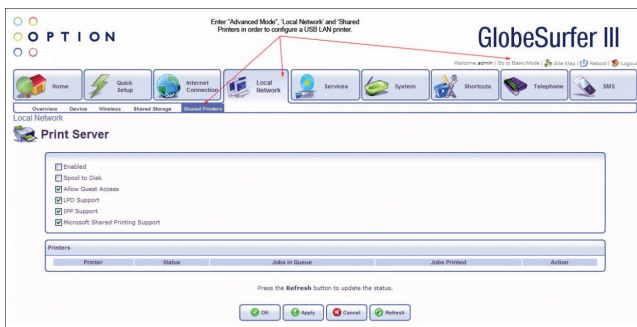 Enter "Advanced Mode", 'Local Network' and 'Shared
Printers in order to configure a USB LAN printer.
OPTION
GlobeSurfer III
Welcome admin | Go to Basic Mode | Site Map | Reboot | Logout
Home
Quick Setup
Internet Connection
Local Network
Services
System
Shortcuts
Telephone
SMS
Overview Device Wireless Shared Storage Shared Printers
Local Network
Print Server
Enabled
Spool to Disk
Allow Guest Access
LPD Support
IPP Support
Microsoft Shared Printing Support
Printers
Printer Status Jobs in Queue Jobs Printed Action
Press the Refresh button to update the status.
OK Apply Cancel Refresh